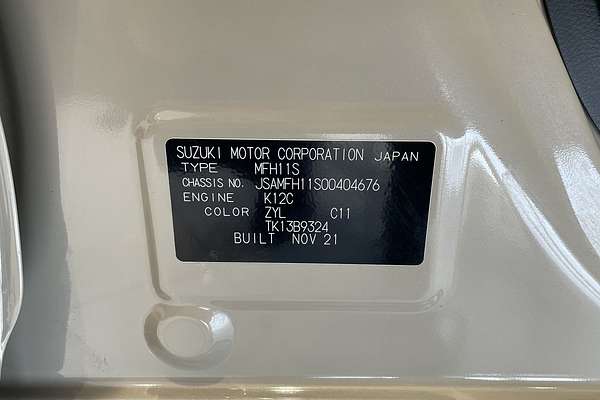 SUZUKI MOTOR CORPORATION JAPAN
TYPE MFH11S
CHASSIS NO. JSAMFH11S00404676
ENGINE K12C
COLOR ZYL C11
TK13B9324
BUILT NOV 21